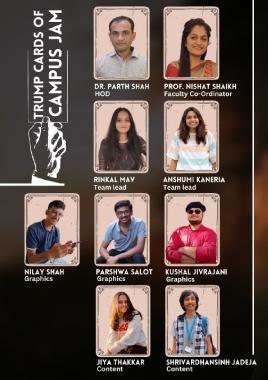 TRUMP CARDS OF
CAMPUS JAM
DR. PARTH SHAH
HOD
PROF. NISHAT SHAIKH
Faculty Co-Ordinator
RINKAL MAV
Team lead
ANSHUMI KANERIA
Team lead
NILAY SHAH
Graphics
PARSHWA SALOT
Graphics
KUSHAL JIVRAJANI
Graphics
JIYA THAKKAR
Content
SHRIVARDHANSINH JADEJA
Content